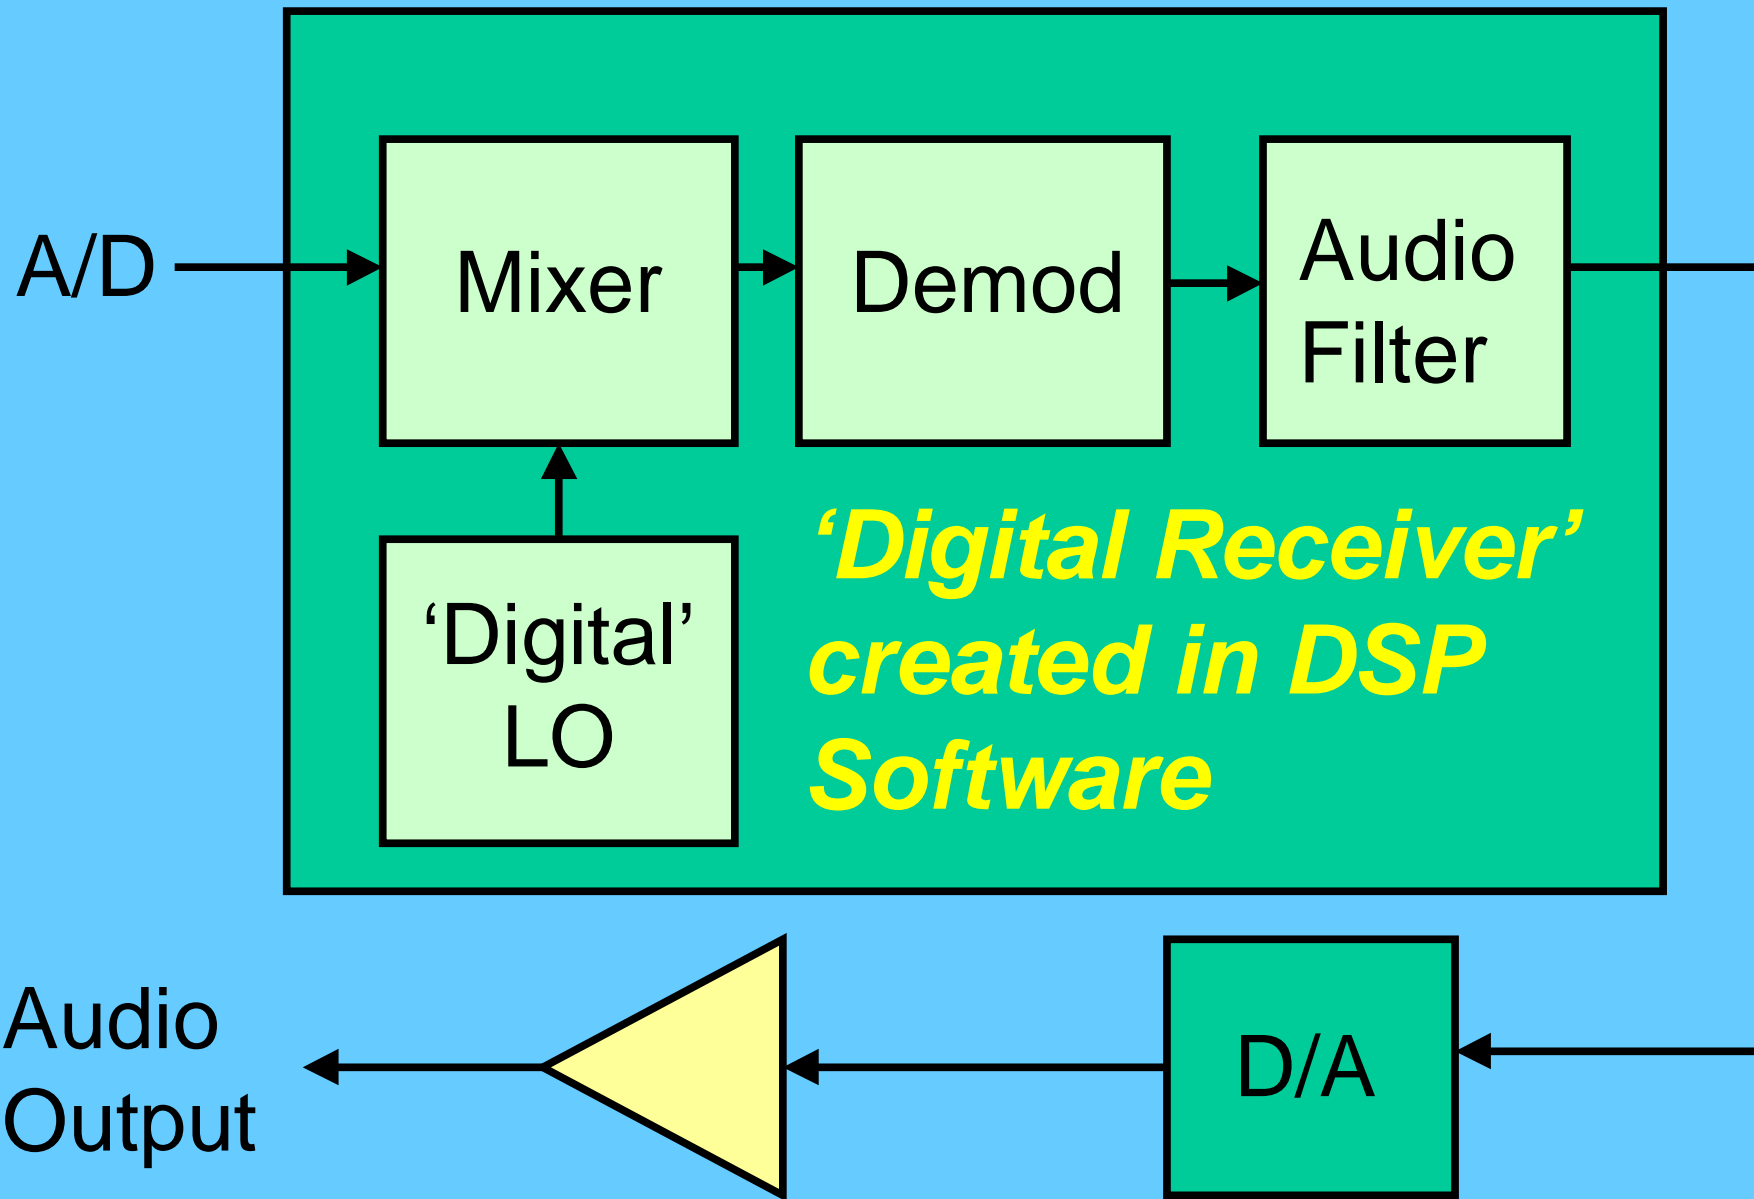 A/D
Mixer
Demod
Audio
Filter
‘Digital’
LO
‘Digital Receiver’
created in DSP
Software
Audio
Output
D/A